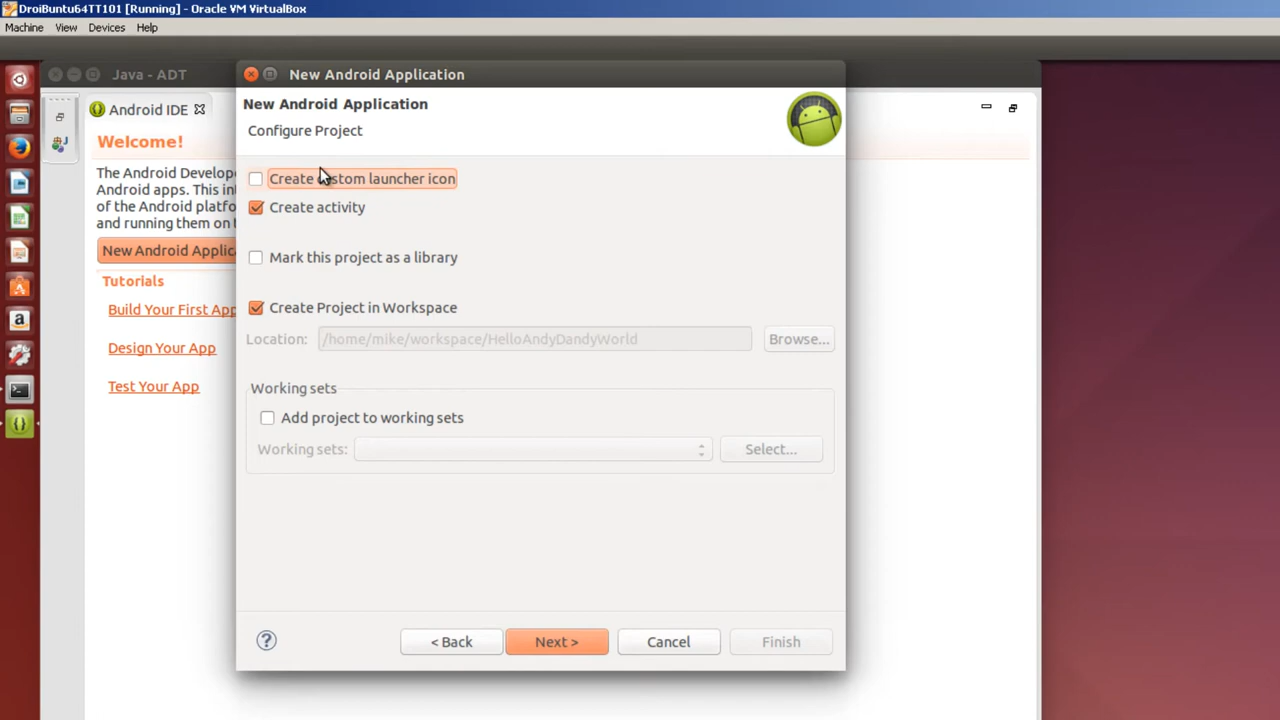 DroiBuntu64TT101 [Running] - Oracle VM VirtualBox
Machine View Devices Help
Java - ADT
New Android Application
Android IDE
New Android Application
Configure Project
Welcome!
The Android Develope
Android apps. This in
of the Android platfo
and running them on t
New Android Applic
Tutorials
Build Your First App
Design Your App
Test Your App
Create custom launcher icon
Create activity
Mark this project as a library
Create Project in Workspace
Location: /home/mike/workspace/HelloAndyDandyWorld Browse...
Working sets
Add project to working sets
Working sets: Select...
< Back Next > Cancel Finish